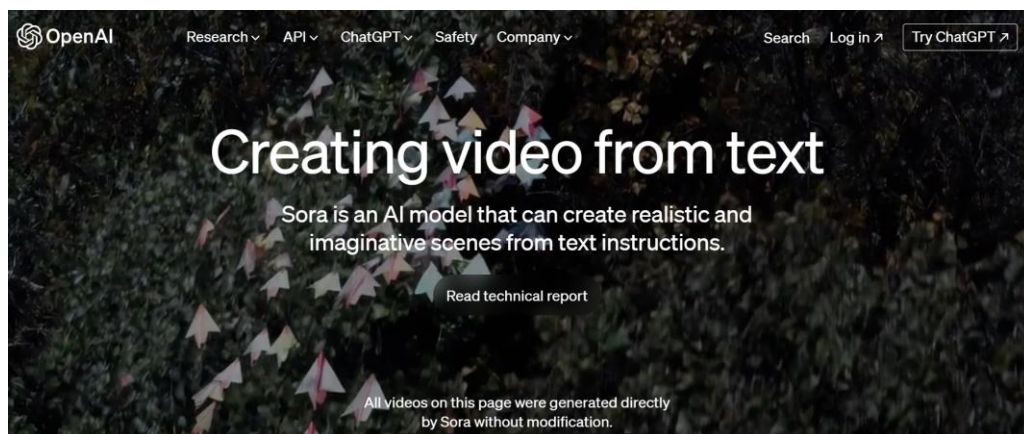 OpenAI
Research API ChatGPT Safety Company
Search Log in ↗ Try ChatGPT ↗
Creating video from text
Sora is an AI model that can create realistic and
imaginative scenes from text instructions.
Read technical report
All videos on this page were generated directly
by Sora without modification.